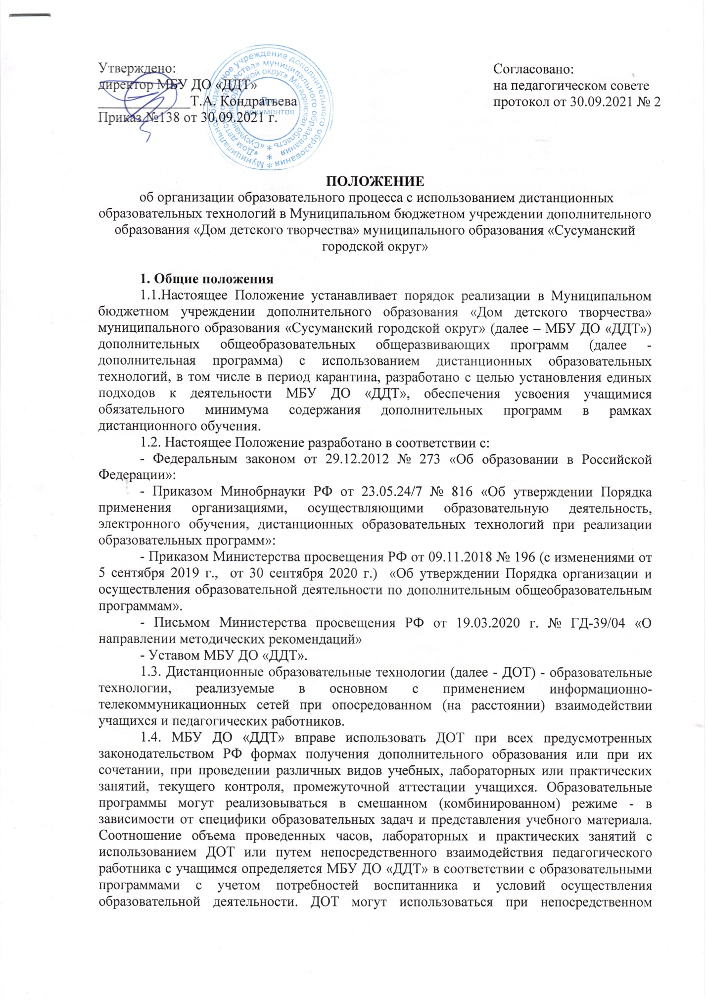 Утверждено:
директор МБУ ДО «ДДТ»
_____________Т.А. Кондратьева
Приказ №138 от 30.09.2021 г.
Муниципальное бюджетное учреждение дополнительного образования *
«Дом детского творчества» муниципального образования *
«Сусуманский городской округ» Магаданская область *
Для
документов
Согласовано:
на педагогическом совете
протокол от 30.09.2021 № 2
ПОЛОЖЕНИЕ
об организации образовательного процесса с использованием дистанционных
образовательных технологий в Муниципальном бюджетном учреждении дополнительного
образования «Дом детского творчества» муниципального образования «Сусуманский
городской округ»
1. Общие положения
1.1.Настоящее Положение устанавливает порядок реализации в Муниципальном
бюджетном учреждении дополнительного образования «Дом детского творчества»
муниципального образования «Сусуманский городской округ» (далее – МБУ ДО «ДДТ»)
дополнительных общеобразовательных общеразвивающих программ (далее -
дополнительная программа) с использованием дистанционных образовательных
технологий, в том числе в период карантина, разработано с целью установления единых
подходов к деятельности МБУ ДО «ДДТ», обеспечения усвоения учащимися
обязательного минимума содержания дополнительных программ в рамках
дистанционного обучения.
1.2. Настоящее Положение разработано в соответствии с:
- Федеральным законом от 29.12.2012 № 273 «Об образовании в Российской
Федерации»:
- Приказом Минобрнауки РФ от 23.05.24/7 № 816 «Об утверждении Порядка
применения организациями, осуществляющими образовательную деятельность,
электронного обучения, дистанционных образовательных технологий при реализации
образовательных программ»:
- Приказом Министерства просвещения РФ от 09.11.2018 № 196 (с изменениями от
5 сентября 2019 г.,  от 30 сентября 2020 г.)  «Об утверждении Порядка организации и
осуществления образовательной деятельности по дополнительным общеобразовательным
программам».
- Письмом Министерства просвещения РФ от 19.03.2020 г. № ГД-39/04 «О
направлении методических рекомендаций»
- Уставом МБУ ДО «ДДТ».
1.3. Дистанционные образовательные технологии (далее - ДОТ) - образовательные
технологии, реализуемые в основном с применением информационно-
телекоммуникационных сетей при опосредованном (на расстоянии) взаимодействии
учащихся и педагогических работников.
1.4. МБУ ДО «ДДТ» вправе использовать ДОТ при всех предусмотренных
законодательством РФ формах получения дополнительного образования или при их
сочетании, при проведении различных видов учебных, лабораторных или практических
занятий, текущего контроля, промежуточной аттестации учащихся. Образовательные
программы могут реализовываться в смешанном (комбинированном) режиме - в
зависимости от специфики образовательных задач и представления учебного материала.
Соотношение объема проведенных часов, лабораторных и практических занятий с
использованием ДОТ или путем непосредственного взаимодействия педагогического
работника с учащимся определяется МБУ ДО «ДДТ» в соответствии с образовательными
программами с учетом потребностей воспитанника и условий осуществления
образовательной деятельности. ДОТ могут использоваться при непосредственном